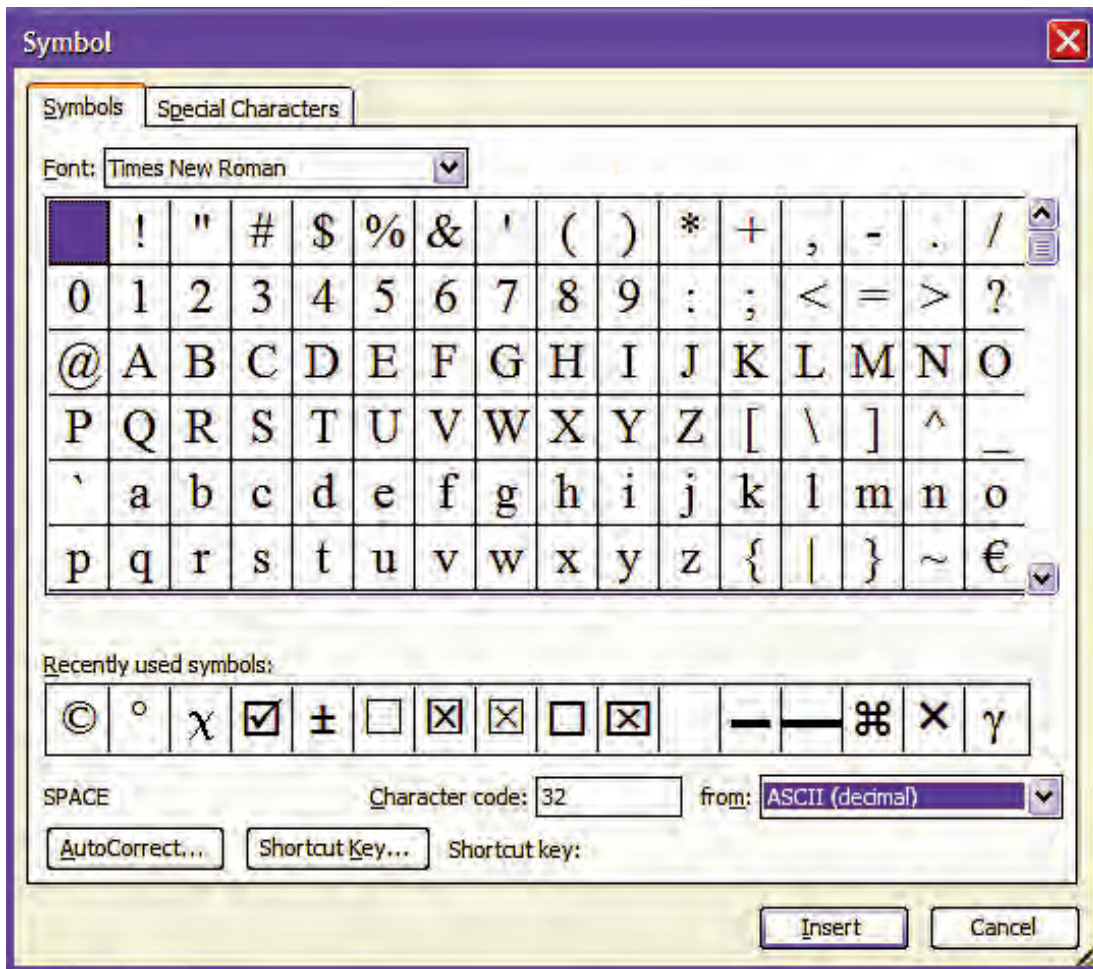 Symbol
Symbols Special Characters
Font: Times New Roman
! " # $ % & ' ( ) * + , - . /
0 1 2 3 4 5 6 7 8 9 : ; < = > ?
@ A B C D E F G H I J K L M N O
P Q R S T U V W X Y Z [ \ ] ^ _
` a b c d e f g h i j k l m n o
p q r s t u v w x y z { | } ~ €
Recently used symbols:
© ° χ ☑ ± □ ☒ ☒ □ ☒ — — ⌘ × γ
SPACE Character code: 32 from: ASCII (decimal)
AutoCorrect... Shortcut Key... Shortcut key:
Insert Cancel